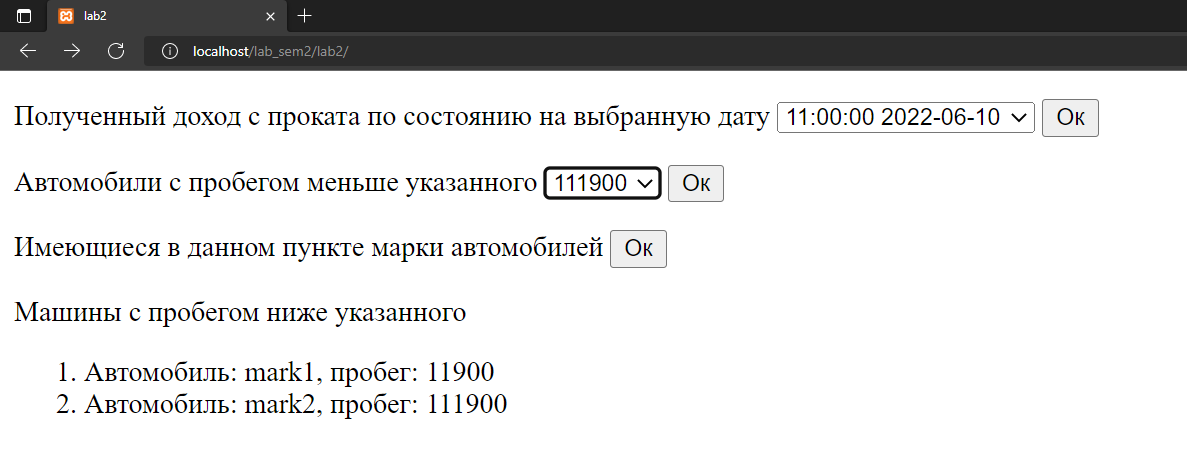 lab2
localhost/lab_sem2/lab2/
Полученный доход с проката по состоянию на выбранную дату 11:00:00 2022-06-10 Ок
Автомобили с пробегом меньше указанного 111900 Ок
Имеющиеся в данном пункте марки автомобилей Ок
Машины с пробегом ниже указанного
1. Автомобиль: mark1, пробег: 11900
2. Автомобиль: mark2, пробег: 111900